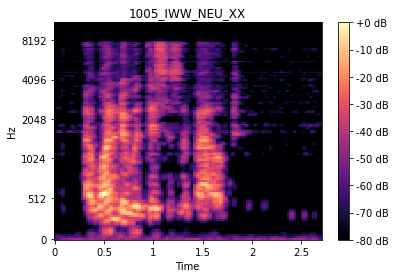 1005_IWW_NEU_XX
8192
4096
2048
1024
512
0
Hz
0
0.5
1
1.5
2
2.5
Time
+0 dB
-10 dB
-20 dB
-30 dB
-40 dB
-50 dB
-60 dB
-70 dB
-80 dB